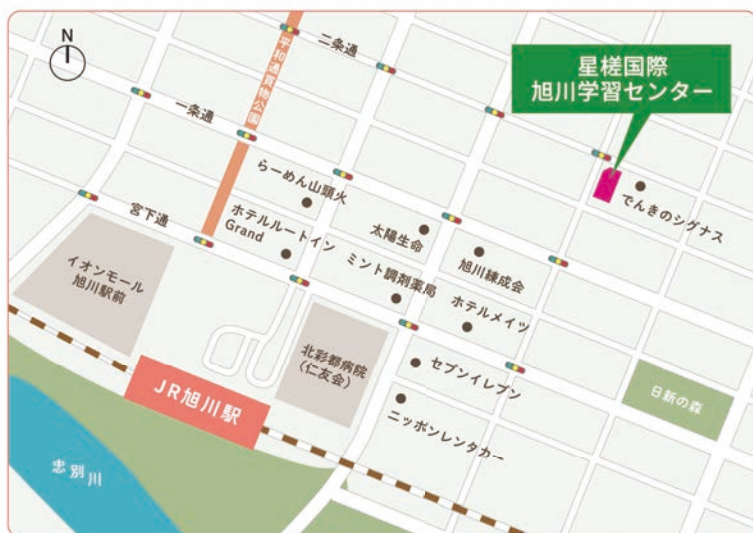 N
二条通
平和通買物公園
星槎国際
旭川学習センター
一条通
らーめん山頭火
でんきのシグナス
宮下通
ホテルルートイン
Grand
太陽生命
旭川練成会
イオンモール
旭川駅前
ミント調剤薬局
ホテルメイツ
北彩都病院
(仁友会)
セブンイレブン
日新の森
JR旭川駅
ニッポンレンタカー
忠別川